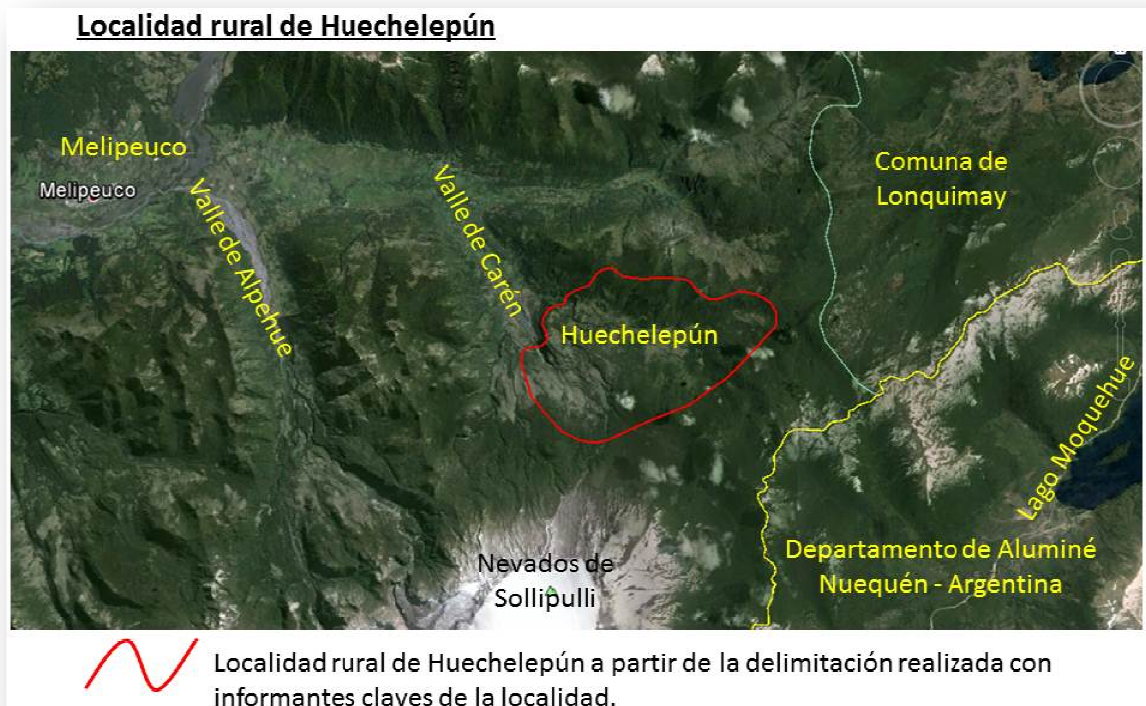 Localidad rural de Huechelepún
Melipeuco
Melipeuco
Valle de Alpehue
Valle de Carén
Huechelepún
Comuna de
Lonquimay
Lago Moquehue
Nevados de
Sollipulli
Departamento de Aluminé
Nuequén - Argentina
Localidad rural de Huechelepún a partir de la delimitación realizada con
informantes claves de la localidad.